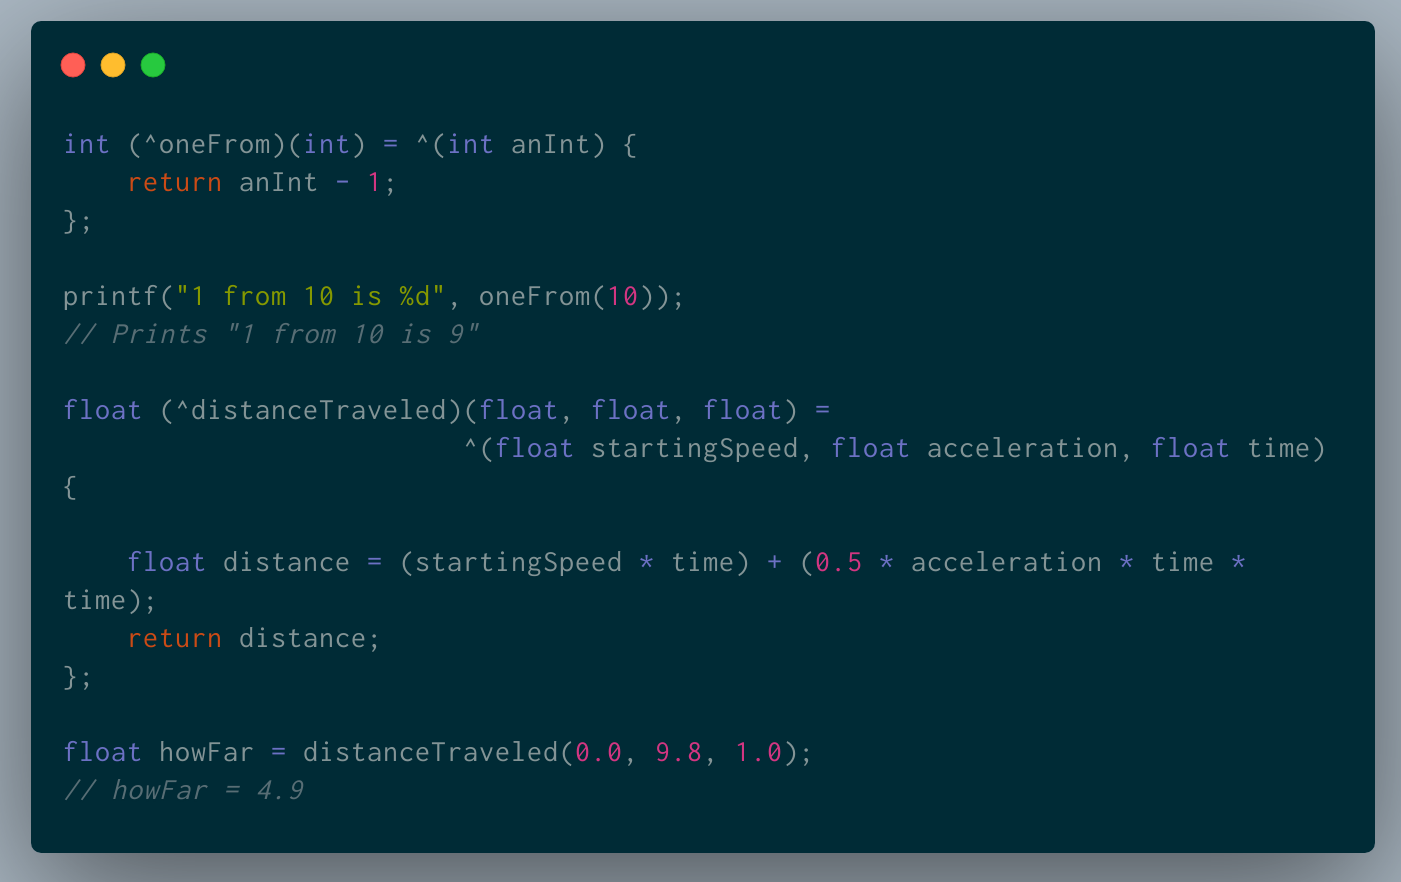 int (^oneFrom)(int) = ^(int anInt) {
    return anInt - 1;
};

printf("1 from 10 is %d", oneFrom(10));
// Prints "1 from 10 is 9"

float (^distanceTraveled)(float, float, float) =
                         ^(float startingSpeed, float acceleration, float time)
{

    float distance = (startingSpeed * time) + (0.5 * acceleration * time *
time);
    return distance;
};

float howFar = distanceTraveled(0.0, 9.8, 1.0);
// howFar = 4.9